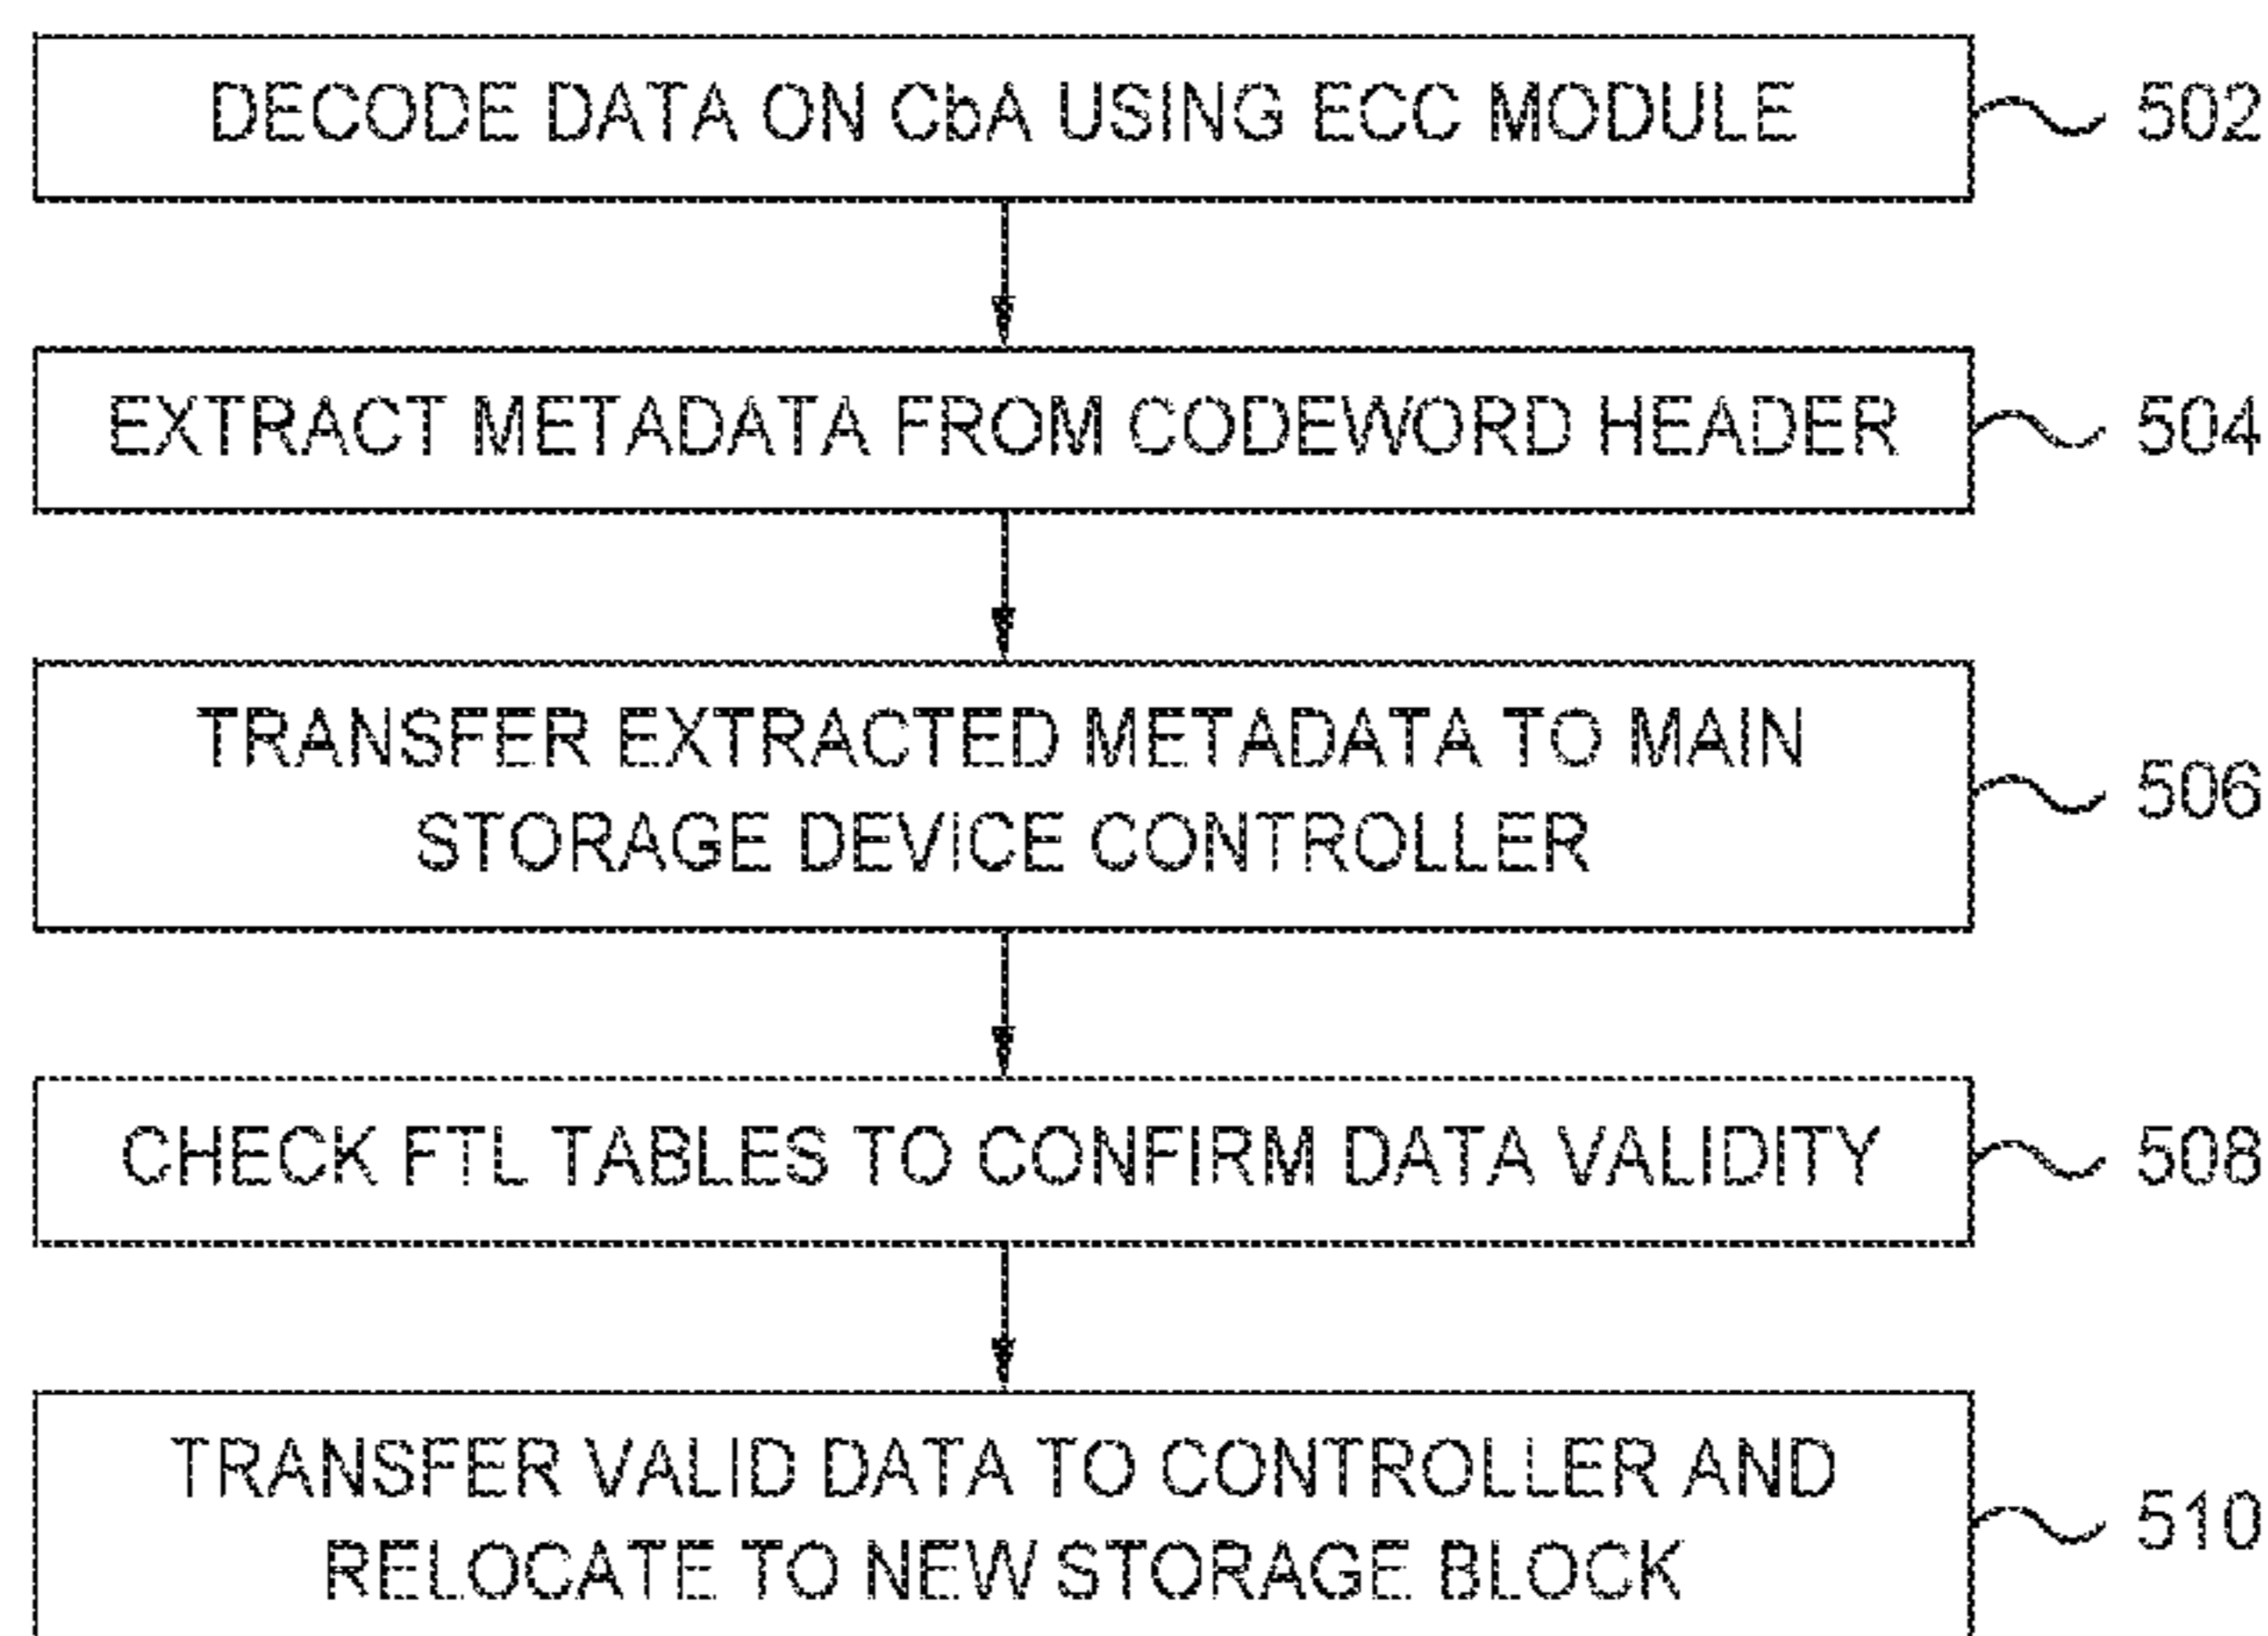 DECODE DATA ON CbA USING ECC MODULE
502
EXTRACT METADATA FROM CODEWORD HEADER
504
TRANSFER EXTRACTED METADATA TO MAIN
STORAGE DEVICE CONTROLLER
506
CHECK FTL TABLES TO CONFIRM DATA VALIDITY
508
TRANSFER VALID DATA TO CONTROLLER AND
RELOCATE TO NEW STORAGE BLOCK
510